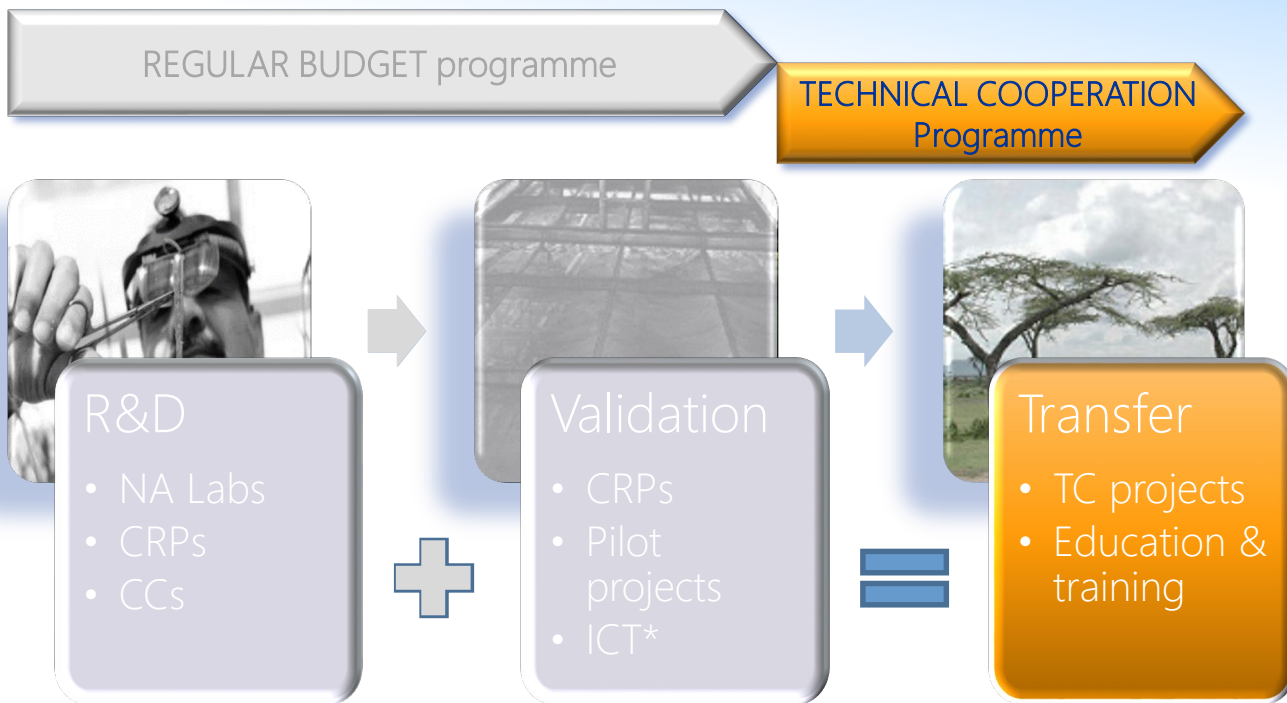 REGULAR BUDGET programme
TECHNICAL COOPERATION
Programme
R&D
• NA Labs
• CRPs
• CCs
Validation
• CRPs
• Pilot
projects
• ICT*
Transfer
• TC projects
• Education &
training